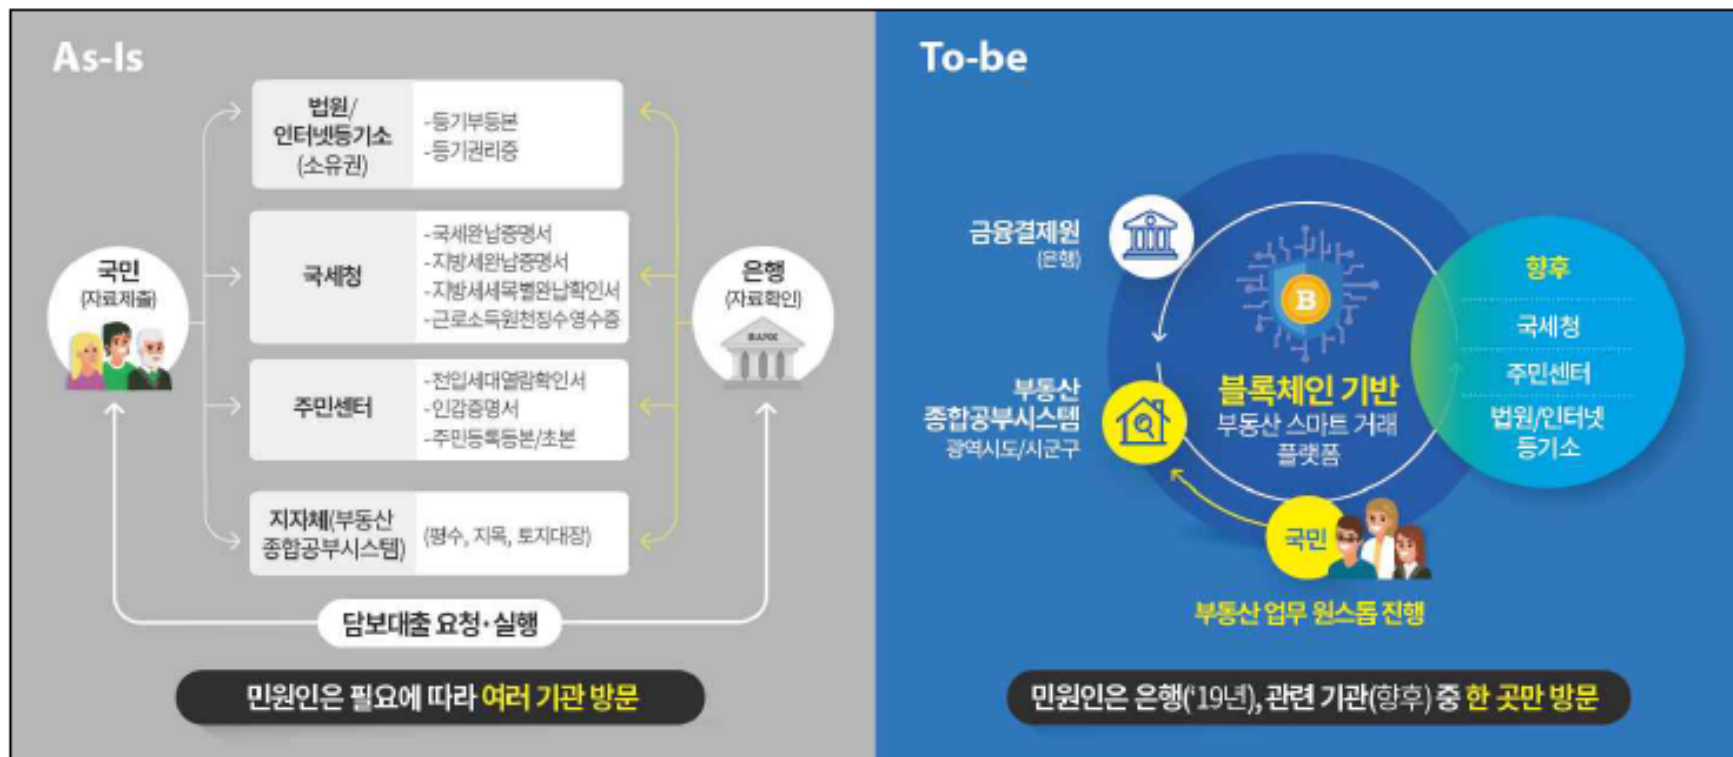 As-Is
법원/
인터넷등기소
(소유권)
-등기부등본
-등기권리증
국세청
-국세완납증명서
-지방세완납증명서
-지방세세목별완납확인서
-근로소득원천징수영수증
국민
(자료제출)
은행
(자료확인)
BANK
주민센터
-전입세대열람확인서
-인감증명서
-주민등록등본/초본
지자체(부동산
종합공부시스템)
(평수, 지목, 토지대장)
담보대출 요청·실행
민원인은 필요에 따라 여러 기관 방문
To-be
금융결제원
(은행)
B
부동산
종합공부시스템
광역시도/시군구
블록체인 기반
부동산 스마트 거래
플랫폼
향후
국세청
주민센터
법원/인터넷
등기소
국민
부동산 업무 원스톱 진행
민원인은 은행('19년), 관련 기관(향후) 중 한 곳만 방문